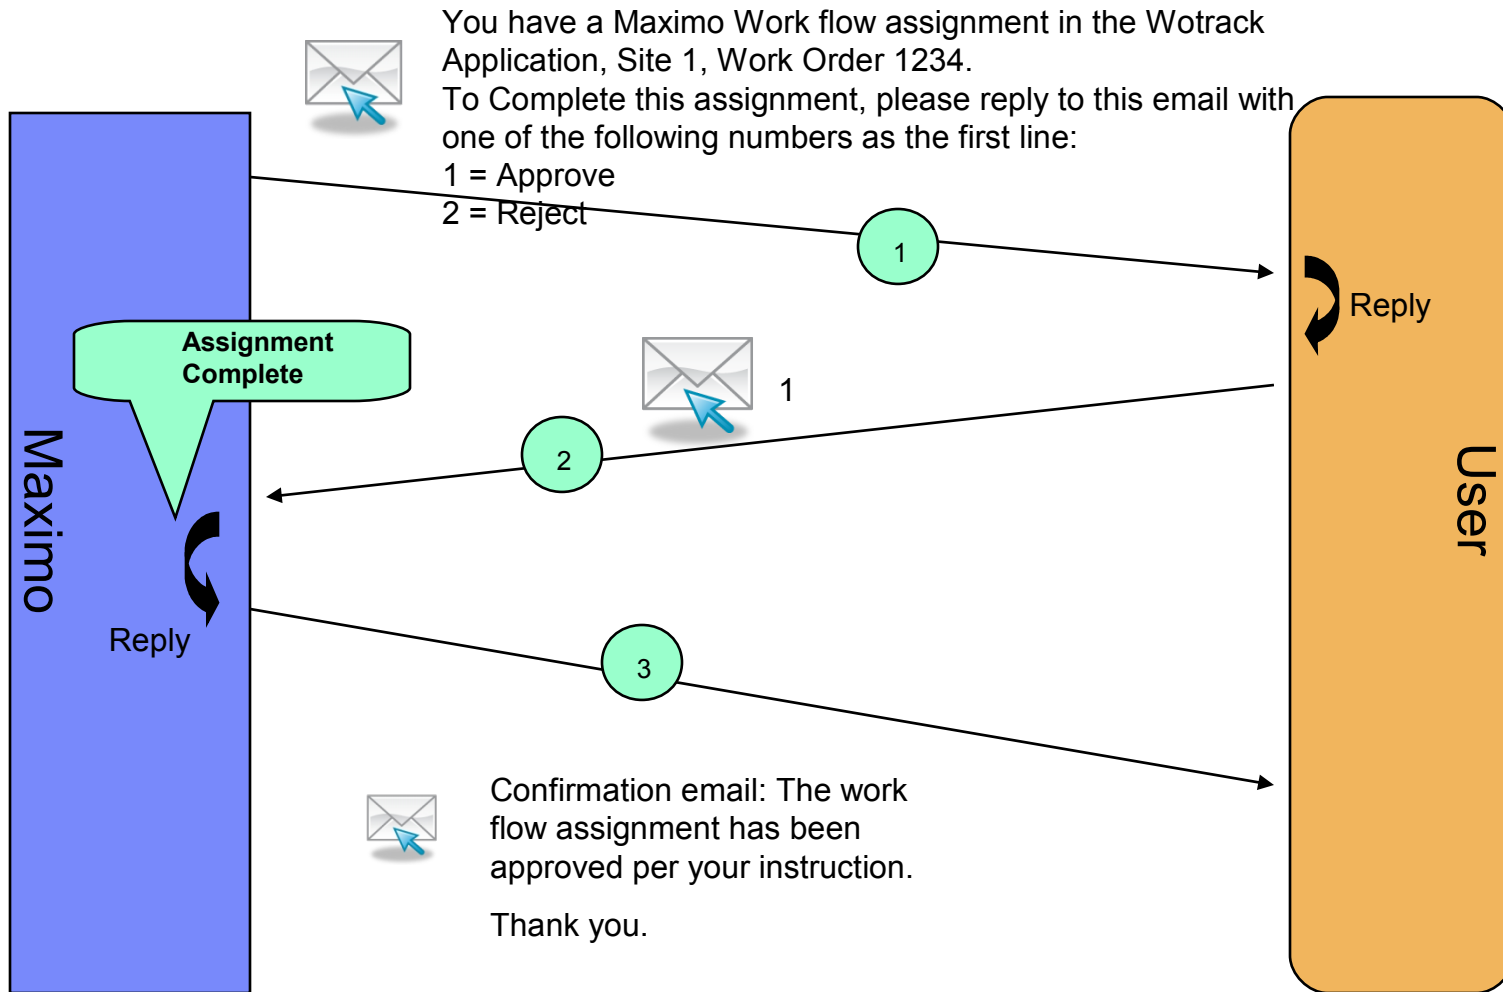 You have a Maximo Work flow assignment in the Wotrack
Application, Site 1, Work Order 1234.
To Complete this assignment, please reply to this email with
one of the following numbers as the first line:
1 = Approve
2 = Reject
1
Reply
Assignment
Complete
1
2
Maximo
User
Reply
3
Confirmation email: The work
flow assignment has been
approved per your instruction.
Thank you.